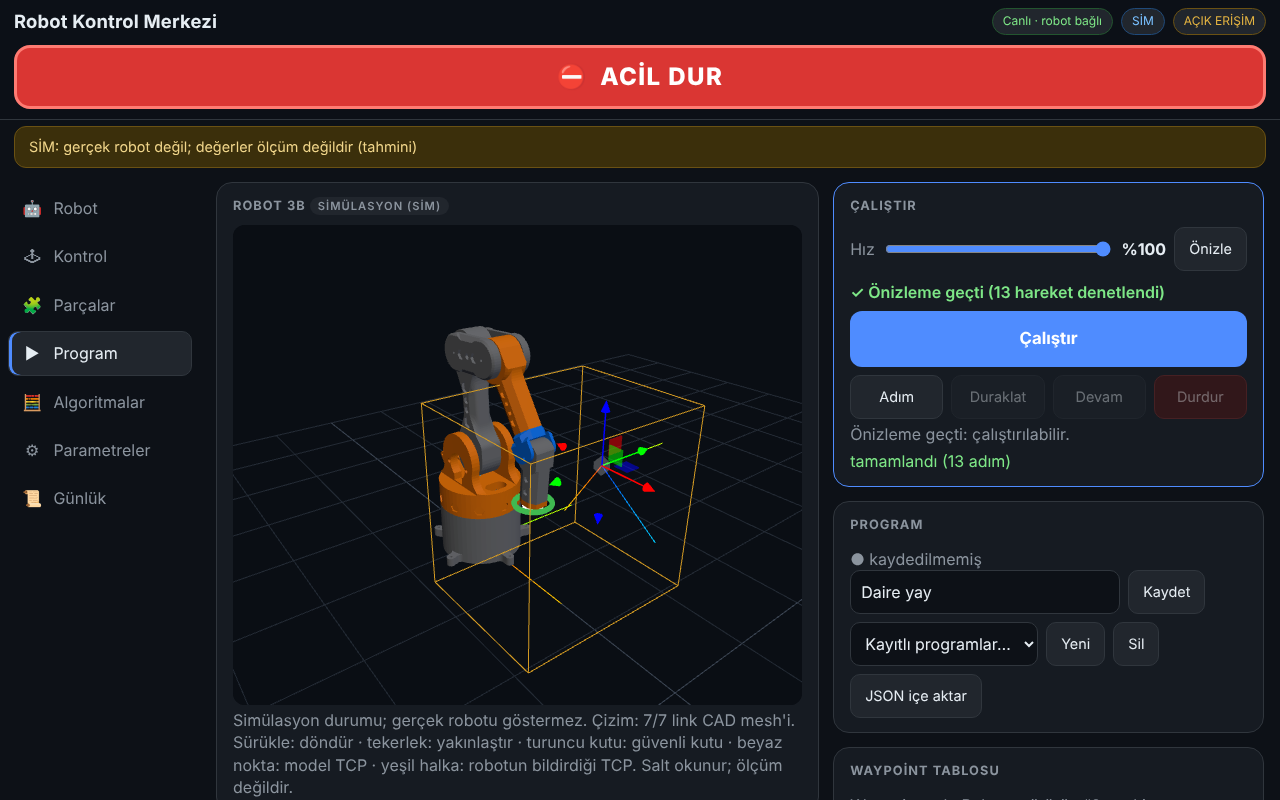 Robot Kontrol Merkezi
Canlı · robot bağlı
SİM
AÇIK ERİŞİM
ACİL DUR
SİM: gerçek robot değil; değerler ölçüm değildir (tahmini)
Robot
Kontrol
Parçalar
Program
Algoritmalar
Parametreler
Günlük
ROBOT 3B
SİMÜLASYON (SİM)
Simülasyon durumu; gerçek robotu göstermez. Çizim: 7/7 link CAD mesh'i.
Sürükle: döndür · tekerlek: yakınlaştır · turuncu kutu: güvenli kutu · beyaz
nokta: model TCP · yeşil halka: robotun bildirdiği TCP. Salt okunur; ölçüm
değildir.
ÇALIŞTIR
Hız
%100
Önizle
✓ Önizleme geçti (13 hareket denetlendi)
Çalıştır
Adım
Duraklat
Devam
Durdur
Önizleme geçti: çalıştırılabilir.
tamamlandı (13 adım)
PROGRAM
● kaydedilmemiş
Daire yay
Kaydet
Kayıtlı programlar...
Yeni
Sil
JSON içe aktar
WAYPOİNT TABLOSU